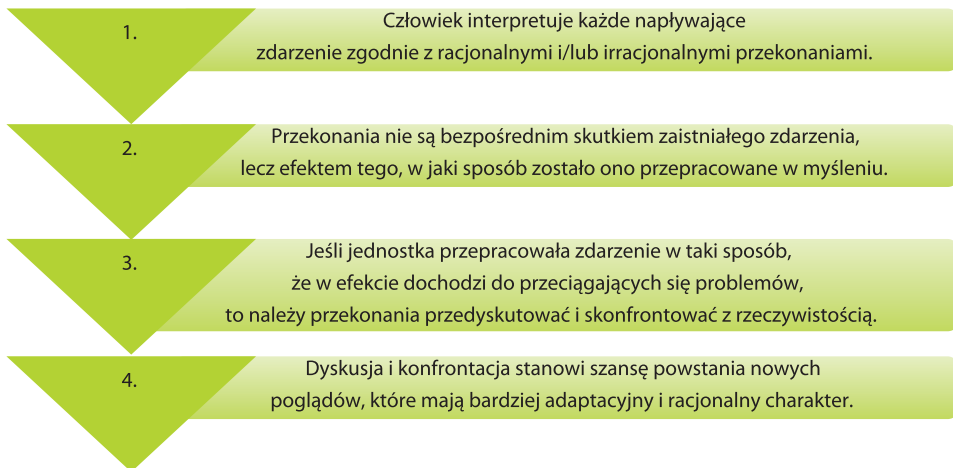 1.
Człowiek interpretuje każde napływające
zdarzenie zgodnie z racjonalnymi i/lub irracjonalnymi przekonaniami.
2.
Przekonania nie są bezpośrednim skutkiem zaistniałego zdarzenia,
lecz efektem tego, w jaki sposób zostało ono przepracowane w myśleniu.
3.
Jeśli jednostka przepracowała zdarzenie w taki sposób,
że w efekcie dochodzi do przeciągających się problemów,
to należy przekonania przedyskutować i skonfrontować z rzeczywistością.
4.
Dyskusja i konfrontacja stanowi szansę powstania nowych
poglądów, które mają bardziej adaptacyjny i racjonalny charakter.